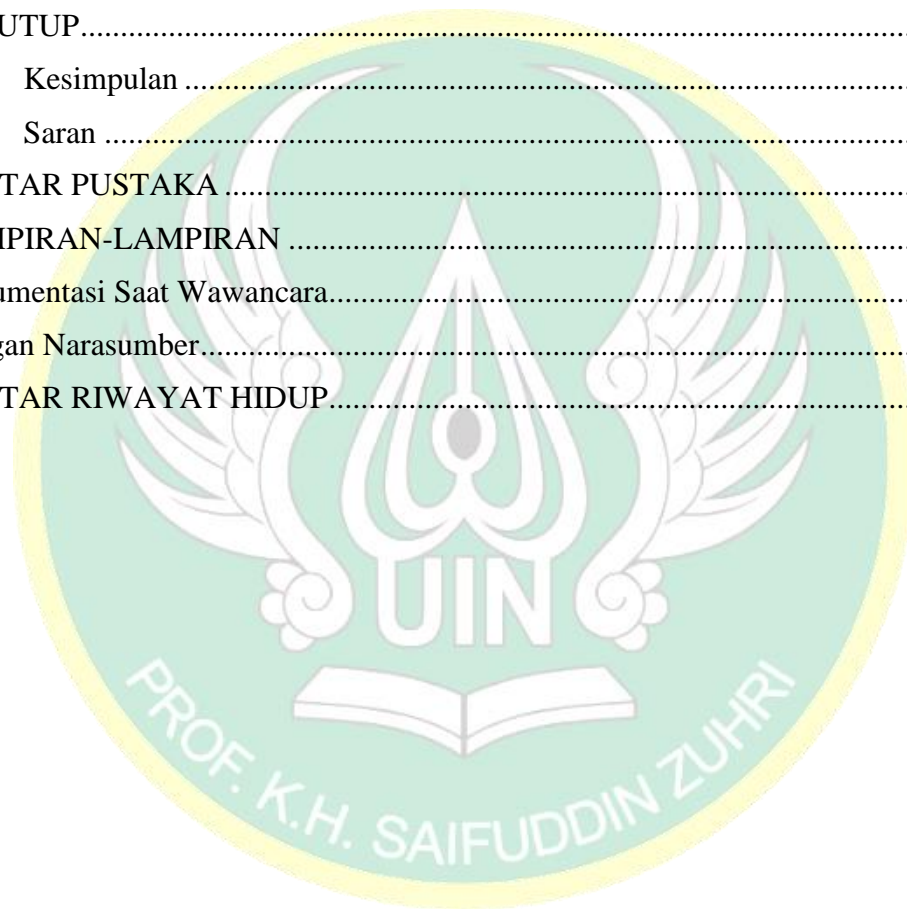 UTUP
Kesimpulan
Saran
TAR PUSTAKA
PIRAN-LAMPIRAN
umentasi Saat Wawancara
gan Narasumber
TAR RIWAYAT HIDUP
UIN
PROF. K.H. SAIFUDDIN ZUHRI